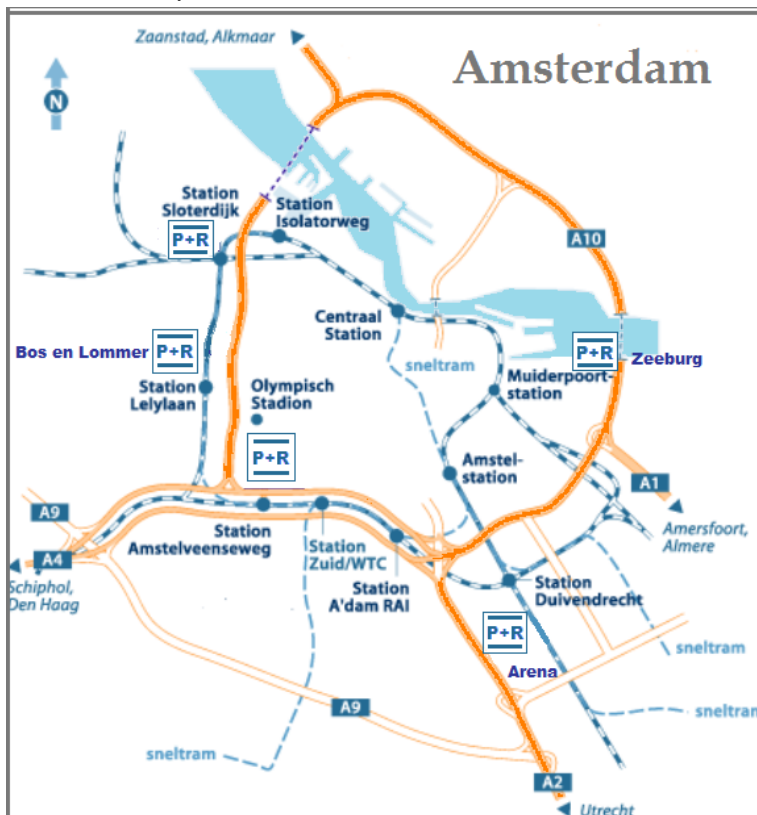 Zaanstad, Alkmaar
Amsterdam
N
Station
Sloterdijk
Station
Isolatorweg
P+R
A10
Centraal
Station
Bos en Lommer
P+R
P+R
Zeeburg
sneltram
Muiderpoort-
station
Station
Lelylaan
Olympisch
Stadion
P+R
Amstel-
station
A1
A9
Amersfoort,
Almere
Station
Amstelveenseweg
Station
Zuid/WTC
A4
Schiphol,
Den Haag
Station
A'dam RAI
Station
Duivendrecht
P+R
Arena
sneltram
A9
sneltram
sneltram
A2
Utrecht